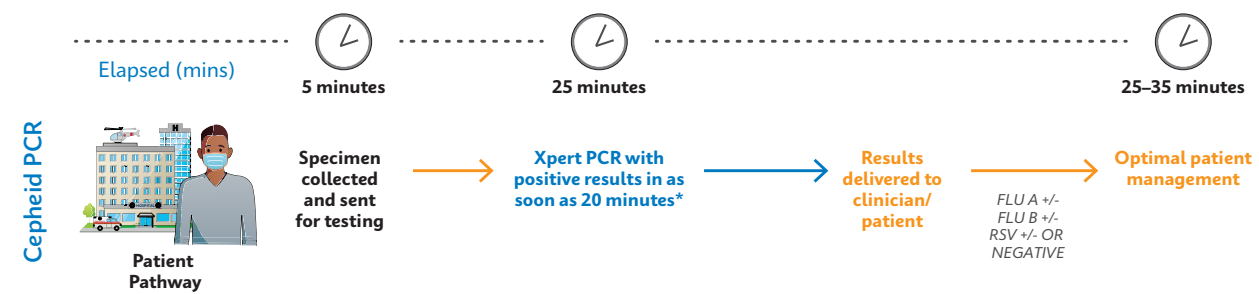 Elapsed (mins)
5 minutes
25 minutes
25–35 minutes
Cepheid PCR
H
HOSPITAL
Patient
Pathway
Specimen
collected
and sent
for testing
Xpert PCR with
positive results in as
soon as 20 minutes*
Results
delivered to
clinician/
patient
FLU A +/-
FLU B +/-
RSV +/- OR
NEGATIVE
Optimal patient
management